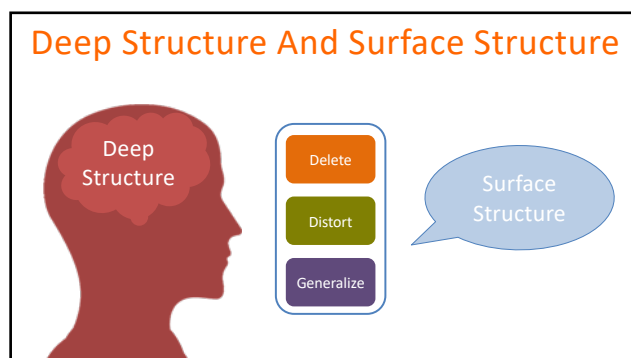 Deep Structure And Surface Structure
Deep
Structure
Delete
Distort
Generalize
Surface
Structure